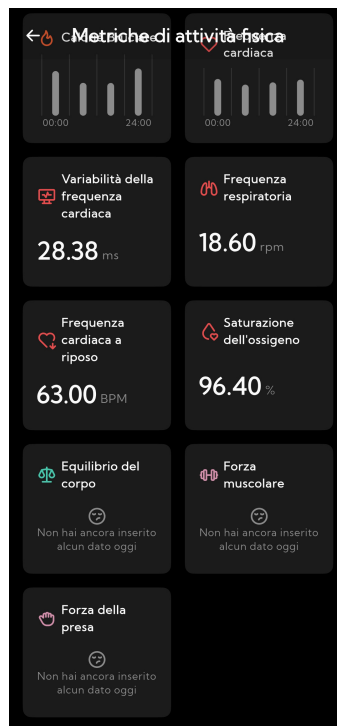 Metriche di attività fisica
Calorie bruciate
Frequenza
cardiaca
00:00 24:00
00:00 24:00
Variabilità della
frequenza
cardiaca
28.38 ms
Frequenza
respiratoria
18.60 rpm
Frequenza
cardiaca a
riposo
63.00 BPM
Saturazione
dell'ossigeno
96.40 %
Equilibrio del
corpo
Non hai ancora inserito
alcun dato oggi
Forza
muscolare
Non hai ancora inserito
alcun dato oggi
Forza della
presa
Non hai ancora inserito
alcun dato oggi